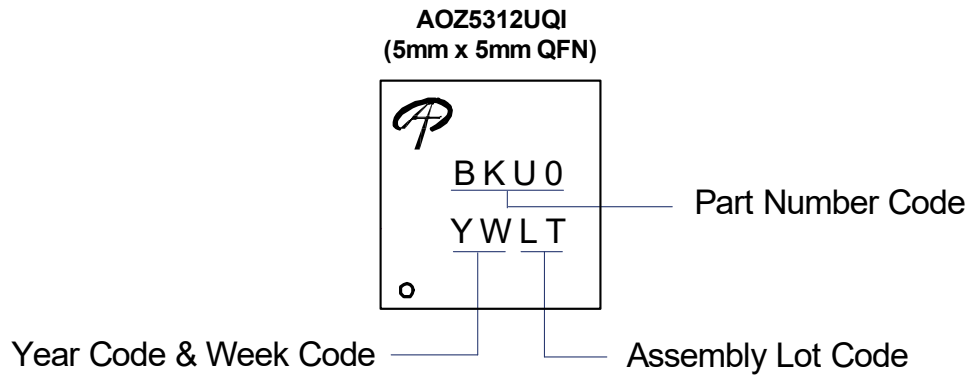 AOZ5312UQI
(5mm x 5mm QFN)
BKU0
Part Number Code
YWLT
Year Code & Week Code
Assembly Lot Code